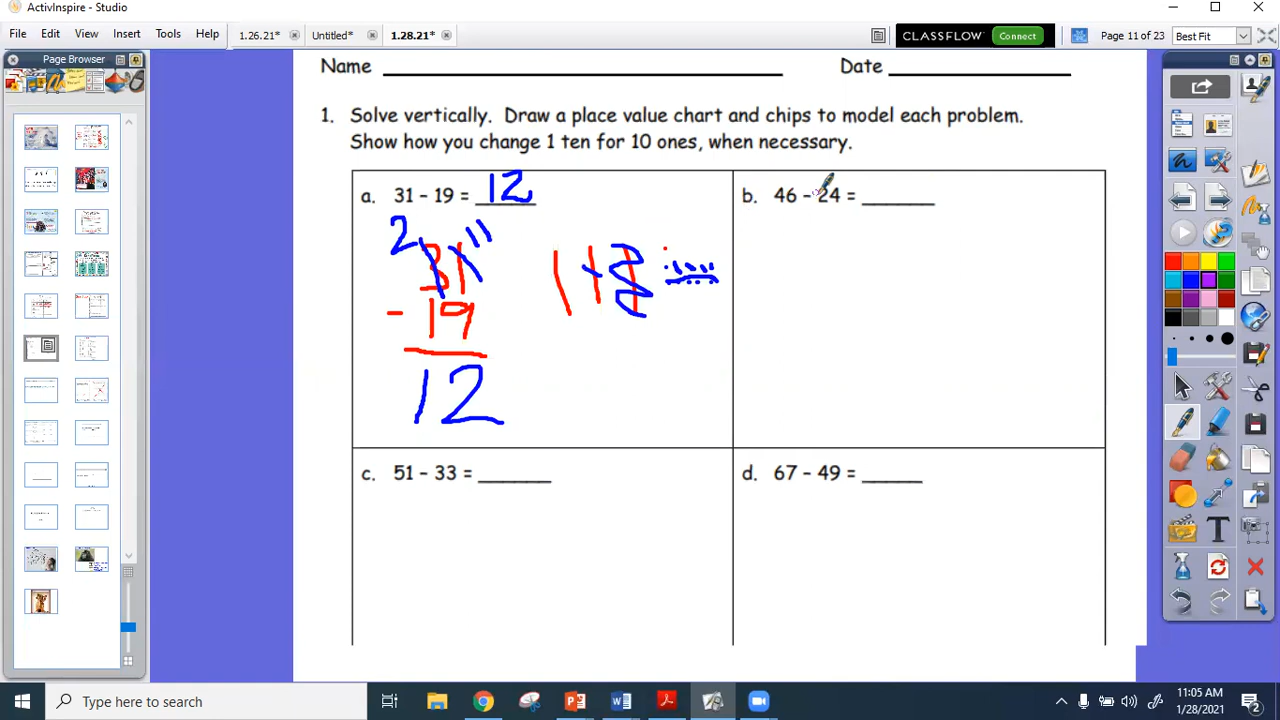 ActivInspire - Studio
File Edit View Insert Tools Help 1.26.21* Untitled* 1.28.21* CLASSFLOW Connect Page 11 of 23 Best Fit
Page Browser
Name Date
1. Solve vertically. Draw a place value chart and chips to model each problem.
Show how you change 1 ten for 10 ones, when necessary.
a. 31 - 19 = 12
2 11
31
- 19
12
b. 46 - 24 =
c. 51 - 33 =
d. 67 - 49 =
Type here to search
11:05 AM
1/28/2021
2